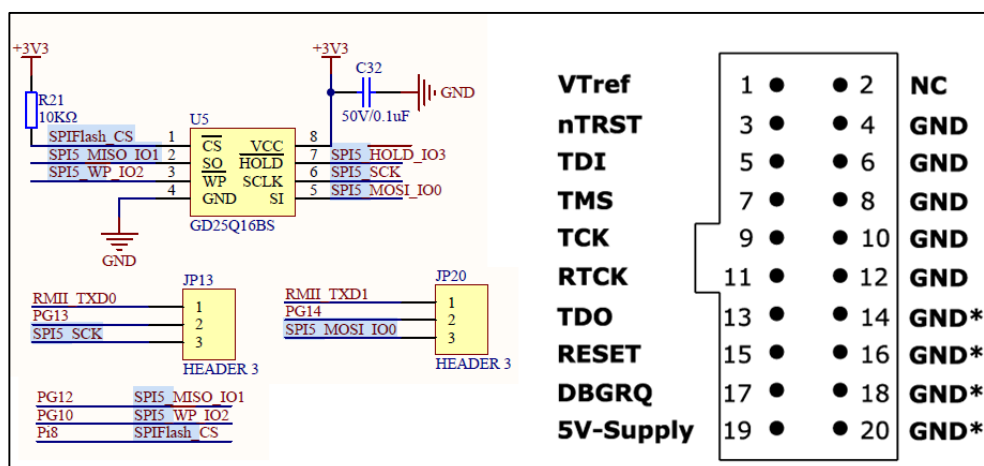 +3V3
+3V3
C32
GND
50V/0.1uF
R21
10KΩ
U5
SPIFlash_CS 1 CS VCC 8
SPI5_MISO_IO1 2 SO HOLD 7 SPI5_HOLD_IO3
SPI5_WP_IO2 3 WP SCLK 6 SPI5_SCK
4 GND SI 5 SPI5_MOSI_IO0
GD25Q16BS
GND
JP13
RMII_TXD0 1
PG13 2
SPI5_SCK 3
HEADER 3
JP20
RMII_TXD1 1
PG14 2
SPI5_MOSI_IO0 3
HEADER 3
PG12 SPI5_MISO_IO1
PG10 SPI5_WP_IO2
Pi8 SPIFlash_CS
VTref 1 2 NC
nTRST 3 4 GND
TDI 5 6 GND
TMS 7 8 GND
TCK 9 10 GND
RTCK 11 12 GND
TDO 13 14 GND*
RESET 15 16 GND*
DBGRQ 17 18 GND*
5V-Supply 19 20 GND*